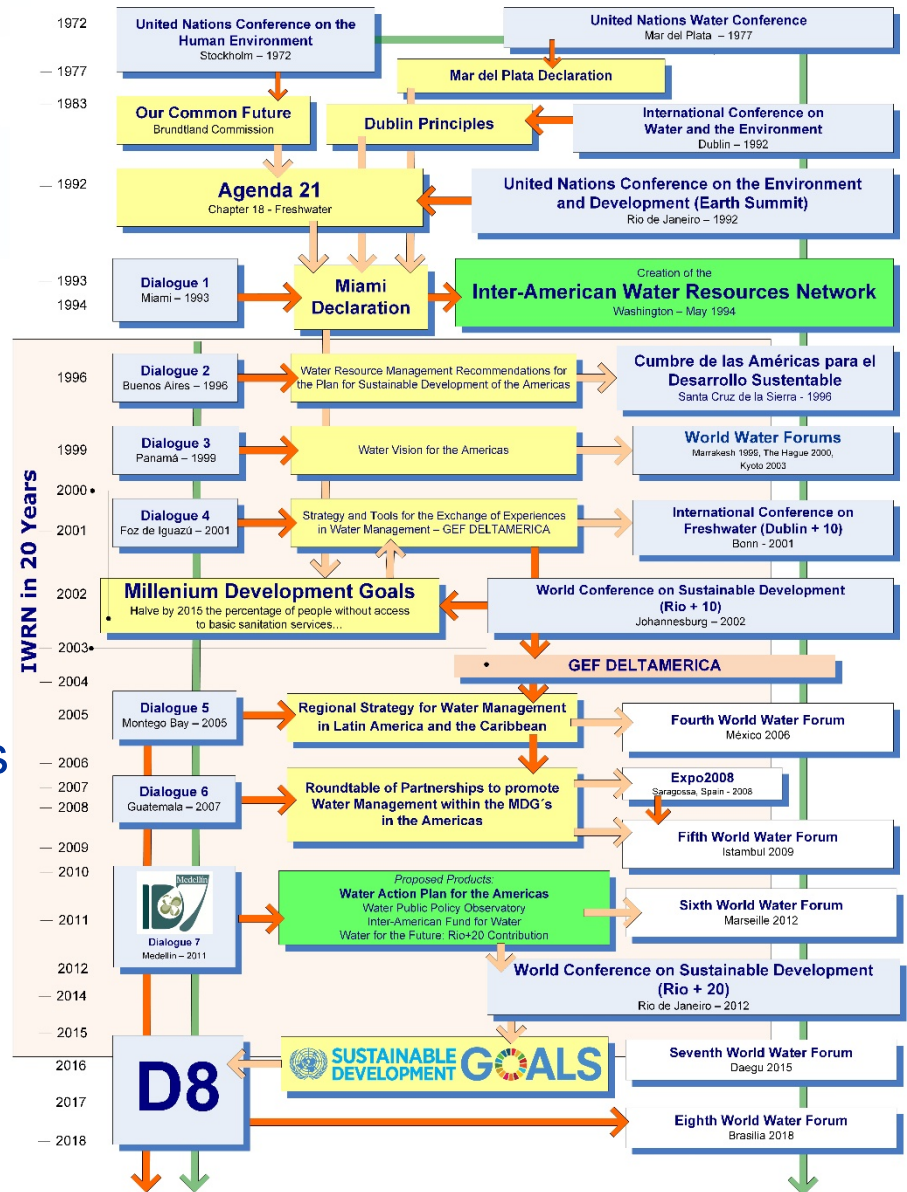 1972
United Nations Conference on the
Human Environment
Stockholm – 1972
United Nations Water Conference
Mar del Plata – 1977
— 1977
Mar del Plata Declaration
— 1983
Our Common Future
Brundtland Commission
Dublin Principles
International Conference on
Water and the Environment
Dublin – 1992
— 1992
Agenda 21
Chapter 18 - Freshwater
United Nations Conference on the Environment
and Development (Earth Summit)
Rio de Janeiro – 1992
1993
1994
Dialogue 1
Miami – 1993
Miami
Declaration
Creation of the
Inter-American Water Resources Network
Washington – May 1994
IWRN in 20 Years
1996
Dialogue 2
Buenos Aires – 1996
Water Resource Management Recommendations for
the Plan for Sustainable Development of the Americas
Cumbre de las Américas para el
Desarrollo Sustentable
Santa Cruz de la Sierra - 1996
1999
Dialogue 3
Panamá – 1999
Water Vision for the Americas
World Water Forums
Marrakesh 1999, The Hague 2000,
Kyoto 2003
2000
— 2001
Dialogue 4
Foz de Iguazú – 2001
Strategy and Tools for the Exchange of Experiences
in Water Management – GEF DELTAMERICA
International Conference on
Freshwater (Dublin + 10)
Bonn - 2001
2002
Millenium Development Goals
Halve by 2015 the percentage of people without access
to basic sanitation services…
World Conference on Sustainable Development
(Rio + 10)
Johannesburg – 2002
— 2003
GEF DELTAMERICA
— 2004
2005
Dialogue 5
Montego Bay – 2005
Regional Strategy for Water Management
in Latin America and the Caribbean
Fourth World Water Forum
México 2006
S
— 2006
— 2007
— 2008
Dialogue 6
Guatemala – 2007
Roundtable of Partnerships to promote
Water Management within the MDG´s
in the Americas
Expo2008
Saragossa, Spain - 2008
— 2009
Fifth World Water Forum
Istambul 2009
— 2010
Medellin
D7
Dialogue 7
Medellin – 2011
Proposed Products:
Water Action Plan for the Americas
Water Public Policy Observatory
Inter-American Fund for Water
Water for the Future: Rio+20 Contribution
— 2011
Sixth World Water Forum
Marseille 2012
2012
World Conference on Sustainable Development
(Rio + 20)
Rio de Janeiro – 2012
— 2014
— 2015
D8
SUSTAINABLE
DEVELOPMENT
GOALS
Seventh World Water Forum
Daegu 2015
— 2016
2017
Eighth World Water Forum
Brasilia 2018
— 2018